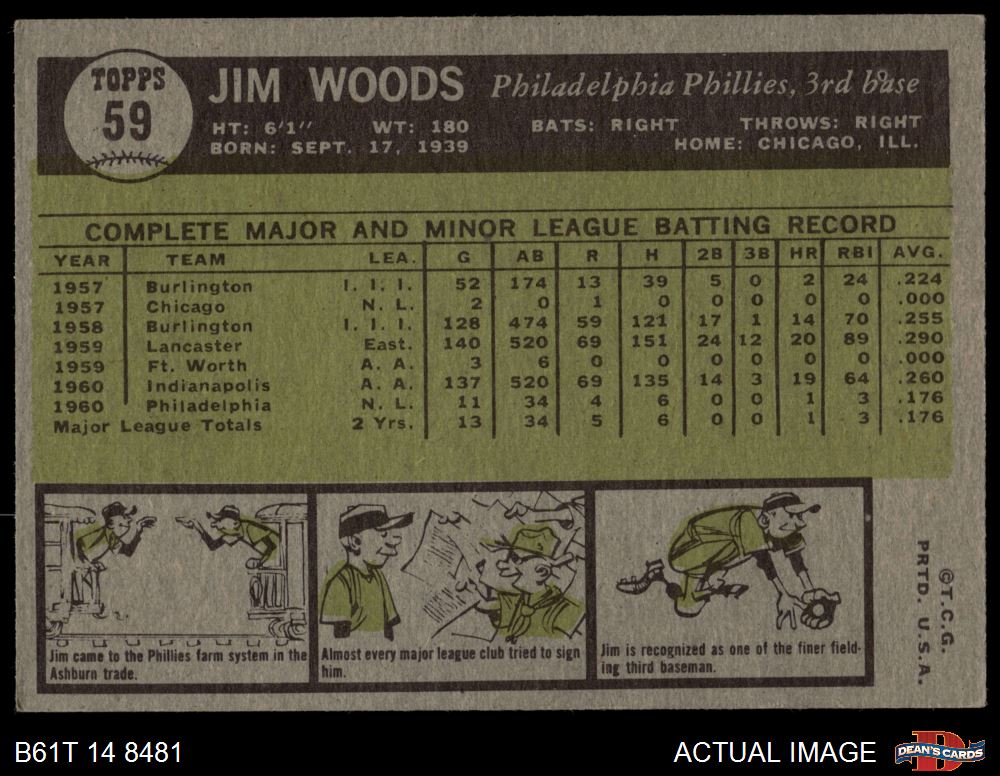 TOPPS
59
JIM WOODS Philadelphia Phillies, 3rd base
HT: 6'1" WT: 180 BATS: RIGHT THROWS: RIGHT
BORN: SEPT. 17, 1939 HOME: CHICAGO, ILL.
COMPLETE MAJOR AND MINOR LEAGUE BATTING RECORD
YEAR TEAM LEA. G AB R H 2B 3B HR RBI AVG.
1957 Burlington I. I. I. 52 174 13 39 5 0 2 24 .224
1957 Chicago N. L. 2 0 1 0 0 0 0 0 .000
1958 Burlington I. I. I. 128 474 59 121 17 1 14 70 .255
1959 Lancaster East. 140 520 69 151 24 12 20 89 .290
1959 Ft. Worth A. A. 3 6 0 0 0 0 0 0 .000
1960 Indianapolis A. A. 137 520 69 135 14 3 19 64 .260
1960 Philadelphia N. L. 11 34 4 6 0 0 1 3 .176
Major League Totals 2 Yrs. 13 34 5 6 0 0 1 3 .176
Jim came to the Phillies farm system in the
Ashburn trade.
Almost every major league club tried to sign
him.
Jim is recognized as one of the finer field-
ing third baseman.
©T.C.G.
PRTD. U.S.A.
B61T 14 8481 ACTUAL IMAGE
D
DEAN'S CARDS